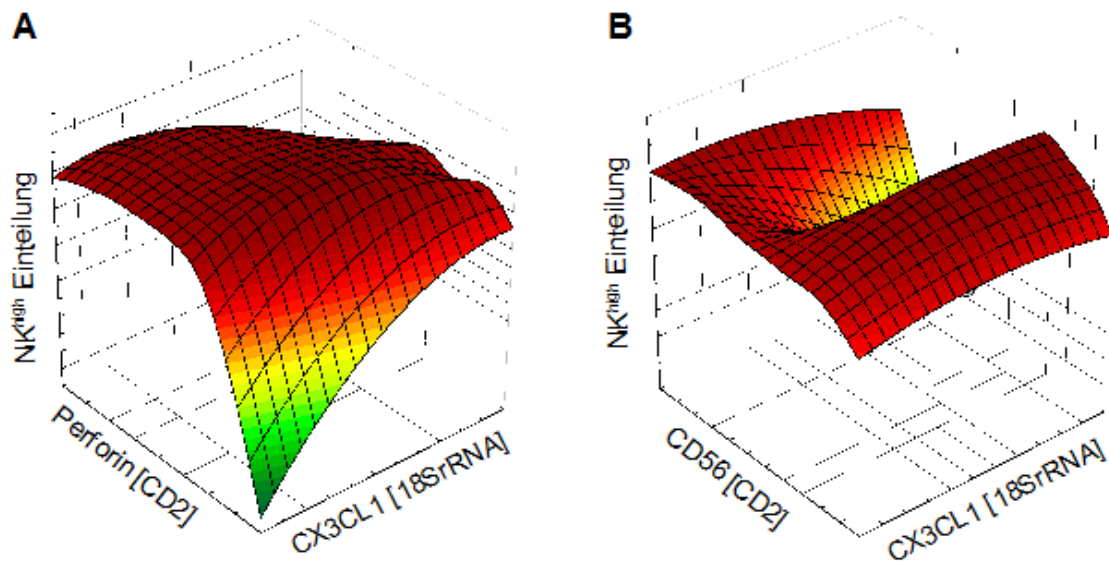 A
NKhigh Einteilung
Perforin [CD2]
CX3CL1 [18SrRNA]
B
NKhigh Einteilung
CD56 [CD2]
CX3CL1 [18SrRNA]